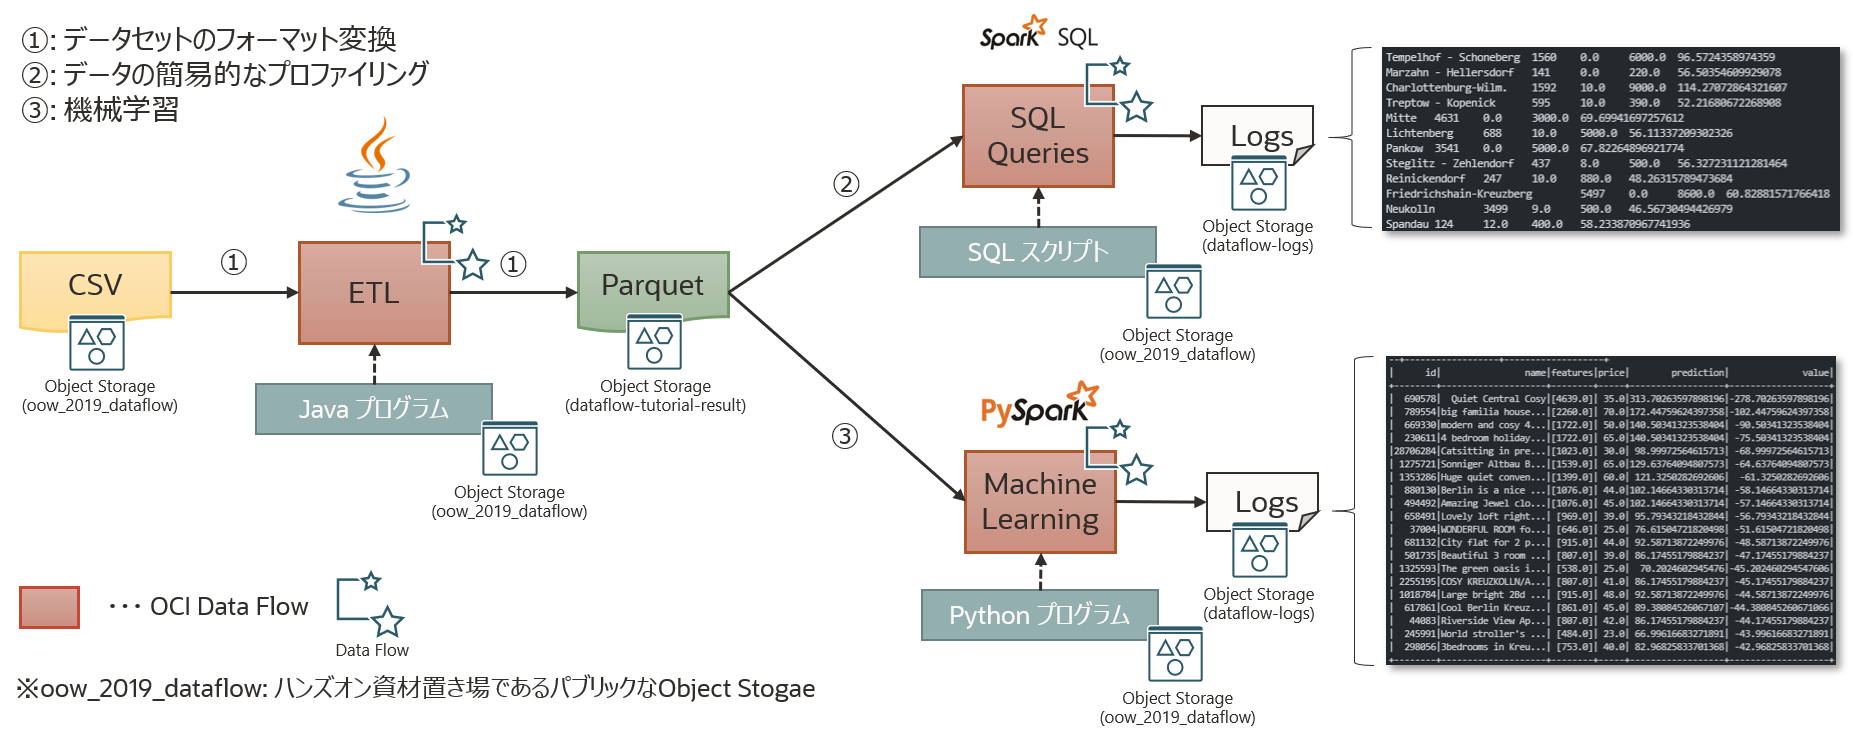 ①: データセットのフォーマット変換
②: データの簡易的なプロファイリング
③: 機械学習
CSV
Object Storage
(oow_2019_dataflow)
①
ETL
Java プログラム
Object Storage
(oow_2019_dataflow)
①
Parquet
Object Storage
(dataflow-tutorial-result)
②
③
Spark SQL
SQL
Queries
SQL スクリプト
Object Storage
(oow_2019_dataflow)
Logs
Object Storage
(dataflow-logs)
Tempelhof - Schoneberg 1560 0.0 6000.0 96.5724358974359
Marzahn - Hellersdorf 141 0.0 220.0 56.50354609929078
Charlottenburg-Wilm. 1592 10.0 9000.0 114.27072864321607
Treptow - Kopenick 595 10.0 390.0 52.21680672268908
Mitte 4631 0.0 3000.0 69.69941697257612
Lichtenberg 688 10.0 5000.0 56.11337209302326
Pankow 3541 0.0 5000.0 67.82264896921774
Steglitz - Zehlendorf 437 8.0 500.0 56.327231121281464
Reinickendorf 247 10.0 880.0 48.26315789473684
Friedrichshain-Kreuzberg 5497 0.0 8600.0 60.82881571766418
Neukolln 3499 9.0 500.0 46.56730494426979
Spandau 124 12.0 400.0 58.233870967741936
PySpark
Machine
Learning
Python プログラム
Object Storage
(oow_2019_dataflow)
Logs
Object Storage
(dataflow-logs)
| id| name|features|price| prediction| value|
| 690578| Quiet Central Cosy|[4639.0]| 35.0|313.70263597898196|-278.70263597898196|
| 789554|big familia house...|[2260.0]| 70.0|172.44759624397358|-102.44759624397358|
| 669330|modern and cosy 4...|[1722.0]| 50.0|140.50341323538404| -90.50341323538404|
| 230611|4 bedroom holiday...|[1722.0]| 65.0|140.50341323538404| -75.50341323538404|
|28706284|Catsitting in pre...|[1023.0]| 30.0| 98.99972564615713| -68.99972564615713|
| 1275721|Sonniger Altbau B...|[1539.0]| 65.0|129.63764094807573| -64.63764094807573|
| 1353286|Huge quiet conven...|[1399.0]| 60.0| 121.3250282692606| -61.3250282692606|
| 880130|Berlin is a nice ...|[1076.0]| 44.0|102.14664330313714| -58.14664330313714|
| 494492|Amazing Jewel clo...|[1076.0]| 45.0|102.14664330313714| -57.14664330313714|
| 658491|Lovely loft right...| [969.0]| 39.0| 95.79343218432844| -56.79343218432844|
| 37004|WONDERFUL ROOM fo...| [646.0]| 25.0| 76.61504721820498| -51.61504721820498|
| 681132|City flat for 2 p...| [915.0]| 44.0| 92.58713872249976| -48.58713872249976|
| 501735|Beautiful 3 room ...| [807.0]| 39.0| 86.17455179884237| -47.17455179884237|
| 1325593|The green oasis i...| [538.0]| 25.0| 70.2024602945476|-45.202460294547606|
| 2255195|COSY KREUZKOLLN/A...| [807.0]| 41.0| 86.17455179884237| -45.17455179884237|
| 1018784|Large bright 2Bd ...| [915.0]| 48.0| 92.58713872249976| -44.58713872249976|
| 617861|Cool Berlin Kreuz...| [861.0]| 45.0| 89.38084526067107|-44.380845260671066|
| 44083|Riverside View Ap...| [807.0]| 42.0| 86.17455179884237| -44.17455179884237|
| 245991|World stroller's ...| [484.0]| 23.0| 66.99616683271891| -43.99616683271891|
| 298056|3bedrooms in Kreu...| [753.0]| 40.0| 82.96825833701368| -42.96825833701368|
・・・ OCI Data Flow
Data Flow
※oow_2019_dataflow: ハンズオン資材置き場であるパブリックなObject Stogae